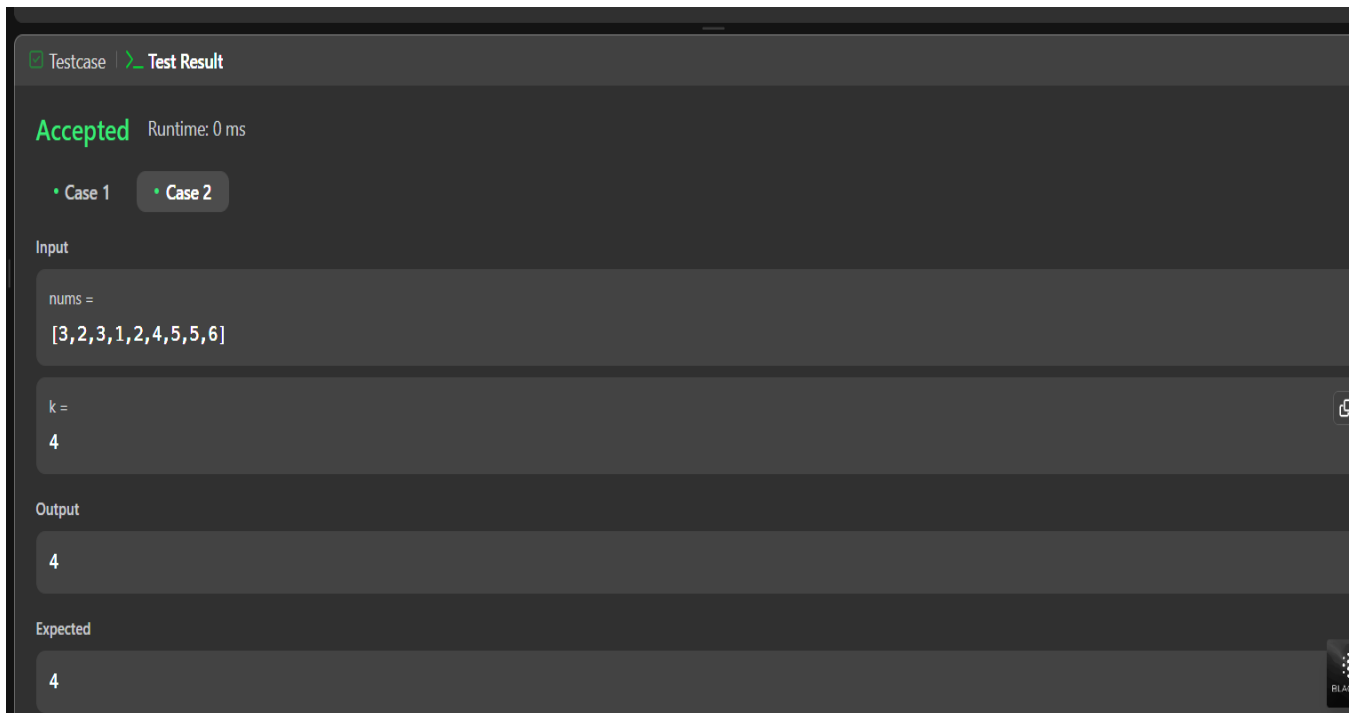 Testcase | >_ Test Result
Accepted Runtime: 0 ms
• Case 1 • Case 2
Input
nums =
[3,2,3,1,2,4,5,5,6]
k =
4
Output
4
Expected
4